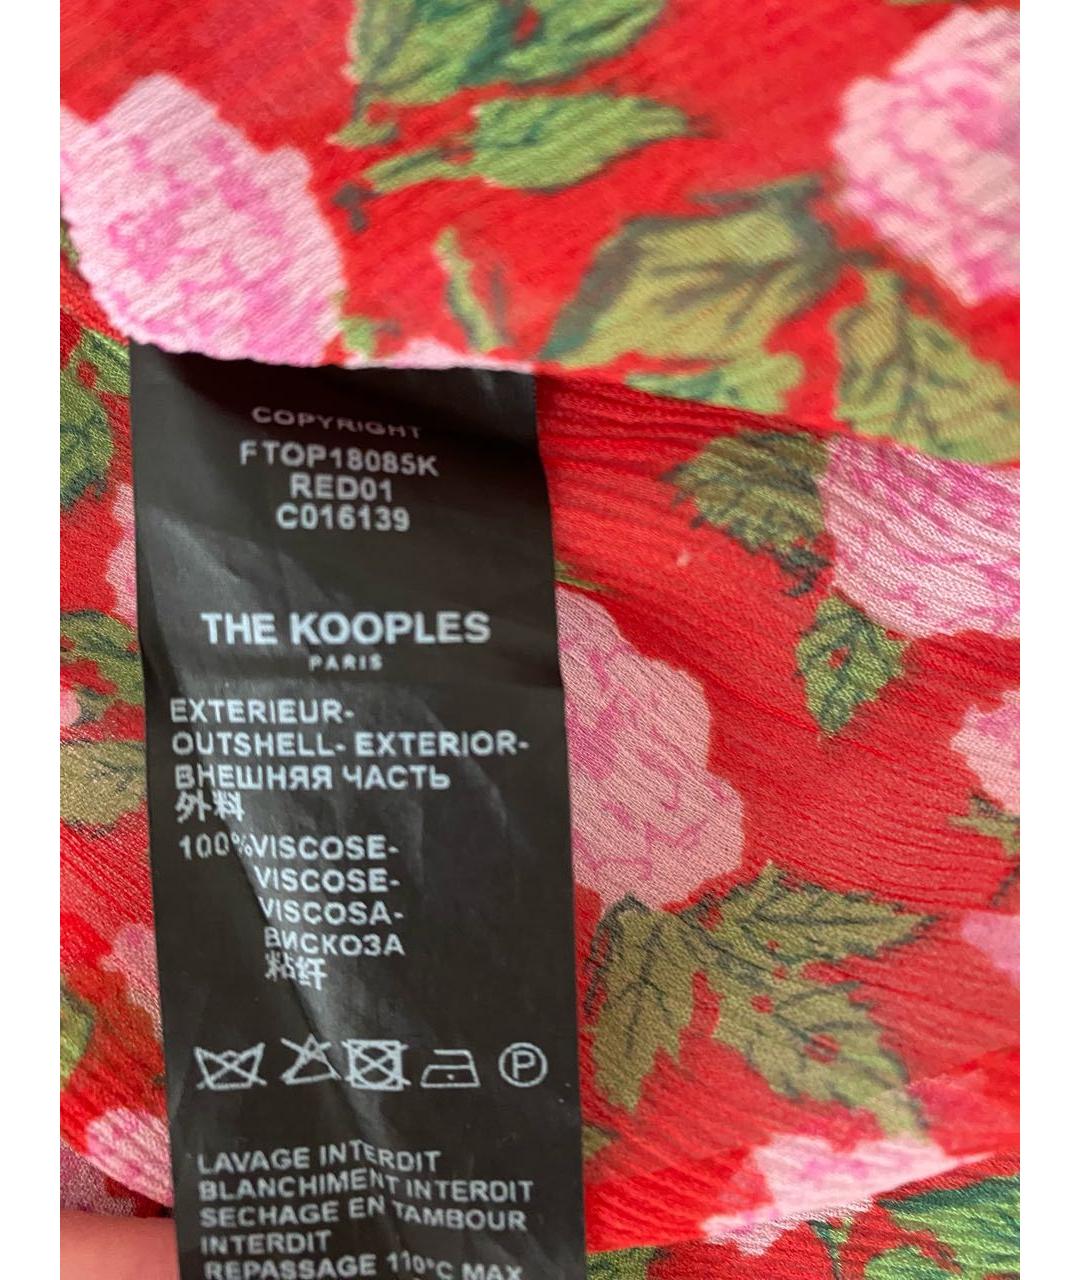 COPYRIGHT
FTOP18085K
RED01
C016139
THE KOOPLES
PARIS
EXTERIEUR-
OUTSHELL- EXTERIOR-
ВНЕШНЯЯ ЧАСТЬ
外料
100%VISCOSE-
VISCOSE-
VISCOSA-
ВИСКОЗА
粘纤
P
LAVAGE INTERDIT
BLANCHIMENT INTERDIT
SECHAGE EN TAMBOUR
INTERDIT
REPASSAGE 110°C MAX